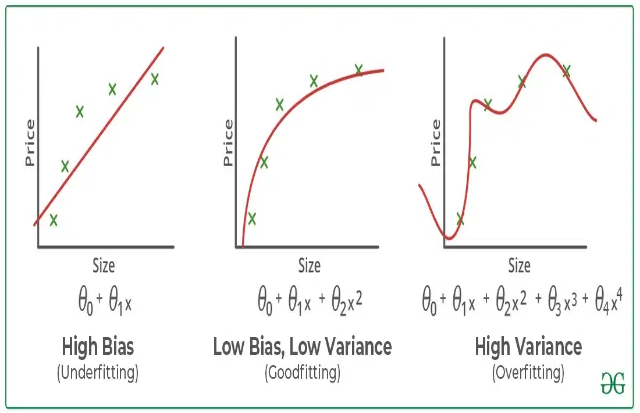 Price
Size
θ₀ + θ₁x
High Bias
(Underfitting)
Price
Size
θ₀ + θ₁x + θ₂x²
Low Bias, Low Variance
(Goodfitting)
Price
Size
θ₀ + θ₁x + θ₂x² + θ₃x³ + θ₄x⁴
High Variance
(Overfitting)